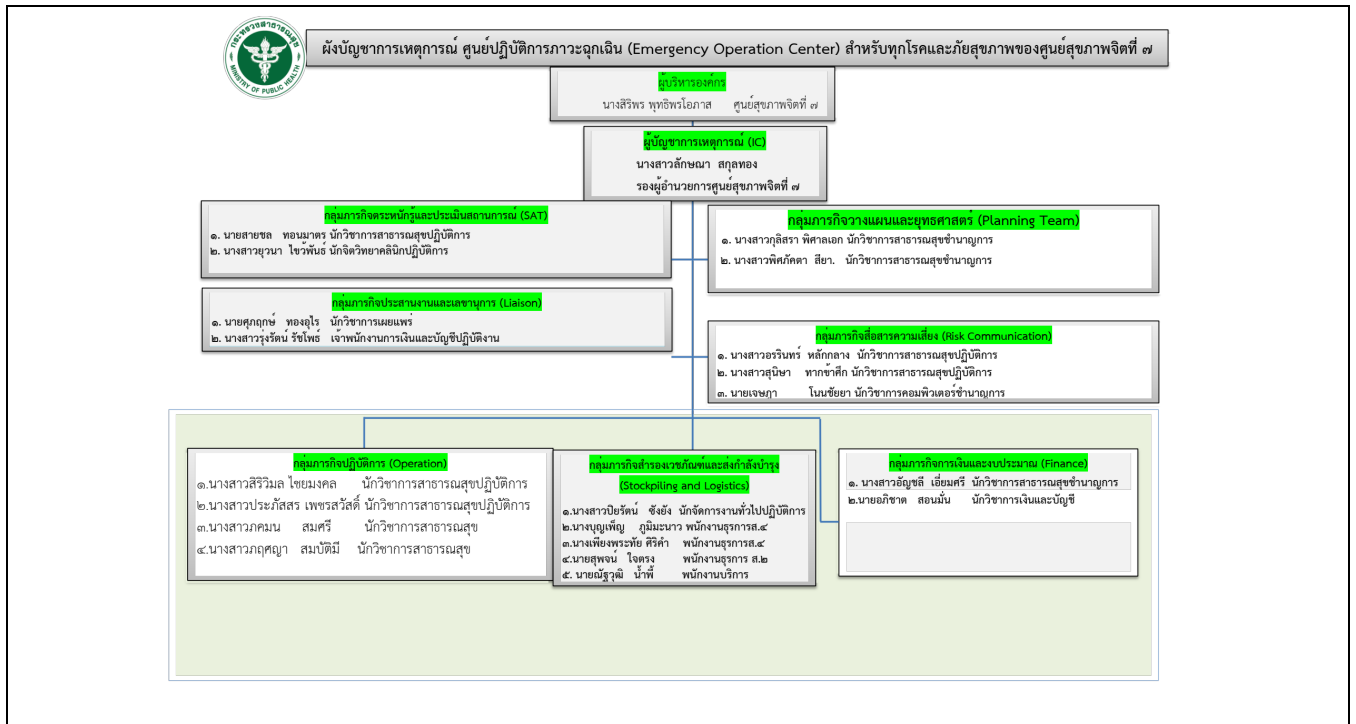 กระทรวงสาธารณสุข
MINISTRY OF PUBLIC HEALTH
ผังบัญชาการเหตุการณ์ ศูนย์ปฏิบัติการภาวะฉุกเฉิน (Emergency Operation Center) สำหรับทุกโรคและภัยสุขภาพของศูนย์สุขภาพจิตที่ ๗
ผู้บริหารองค์กร
นางสิริพร พุทธิพรโอภาส ศูนย์สุขภาพจิตที่ ๗
ผู้บัญชาการเหตุการณ์ (IC)
นางสาวลักษณา สกุลทอง
รองผู้อำนวยการศูนย์สุขภาพจิตที่ ๗
กลุ่มภารกิจตระหนักรู้และประเมินสถานการณ์ (SAT)
๑. นายสายชล ทอนมาตร นักวิชาการสาธารณสุขปฏิบัติการ
๒. นางสาวยุวนา ไขว้พันธ์ นักจิตวิทยาคลินิกปฏิบัติการ
กลุ่มภารกิจวางแผนและยุทธศาสตร์ (Planning Team)
๑. นางสาวกุลิสรา พิศาลเอก นักวิชาการสาธารณสุขชำนาญการ
๒. นางสาวพิศภัคดา สียา. นักวิชาการสาธารณสุขชำนาญการ
กลุ่มภารกิจประสานงานและเลขานุการ (Liaison)
๑. นายศุภฤกษ์ ทองอุไร นักวิชาการเผยแพร่
๒. นางสาวรุ่งรัตน์ รัชโพธ์ เจ้าพนักงานการเงินและบัญชีปฏิบัติงาน
กลุ่มภารกิจสื่อสารความเสี่ยง (Risk Communication)
๑. นางสาวอรรินทร์ หลักกลาง นักวิชาการสาธารณสุขปฏิบัติการ
๒. นางสาวสุนิษา ทากข้าศึก นักวิชาการสาธารณสุขปฏิบัติการ
๓. นายเจษฎา โนนชัยยา นักวิชาการคอมพิวเตอร์ชำนาญการ
กลุ่มภารกิจปฏิบัติการ (Operation)
๑.นางสาวสิริวิมล ไชยมงคล นักวิชาการสาธารณสุขปฏิบัติการ
๒.นางสาวประภัสสร เพชรสวัสดิ์ นักวิชาการสาธารณสุขปฏิบัติการ
๓.นางสาวภคมน สมศรี นักวิชาการสาธารณสุข
๔.นางสาวภฤศญา สมบัติมี นักวิชาการสาธารณสุข
กลุ่มภารกิจสำรองเวชภัณฑ์และส่งกำลังบำรุง
(Stockpiling and Logistics)
๑.นางสาวปิยรัตน์ ซังยัง นักจัดการงานทั่วไปปฏิบัติการ
๒.นางบุญเพ็ญ ภูมิมะนาว พนักงานธุรการส.๔
๓.นางเพียงพระทัย ศิริคำ พนักงานธุรการส.๔
๔.นายสุพจน์ ใจตรง พนักงานธุรการ ส.๒
๕. นายณัฐวุฒิ น้ำพี้ พนักงานบริการ
กลุ่มภารกิจการเงินและงบประมาณ (Finance)
๑. นางสาวอัญชลี เอี่ยมศรี นักวิชาการสาธารณสุขชำนาญการ
๒.นายอภิชาต สอนมั่น นักวิชาการเงินและบัญชี